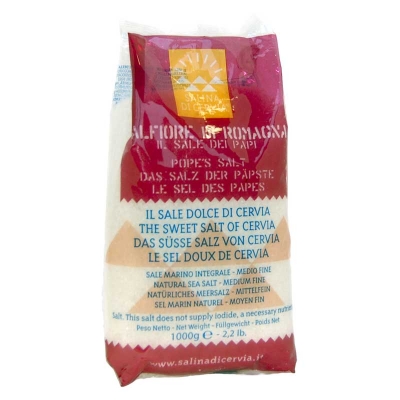 SALINA
DI CERVIA
ALFIORE DI ROMAGNA
IL SALE DEI PAPI
POPE'S SALT
DAS SALZ DER PÄPSTE
LE SEL DES PAPES
IL SALE DOLCE DI CERVIA
THE SWEET SALT OF CERVIA
DAS SÜSSE SALZ VON CERVIA
LE SEL DOUX DE CERVIA
SALE MARINO INTEGRALE - MEDIO FINE
NATURAL SEA SALT - MEDIUM FINE
NATÜRLICHES MEERSALZ - MITTELFEIN
SEL MARIN NATUREL - MOYEN FIN
Salt. This salt does not supply iodide, a necessary nutrie
Peso Netto - Net Weight - Füllgewicht - Poids Net
1000g e - 2,2 lb.
www.salinadicervia.it